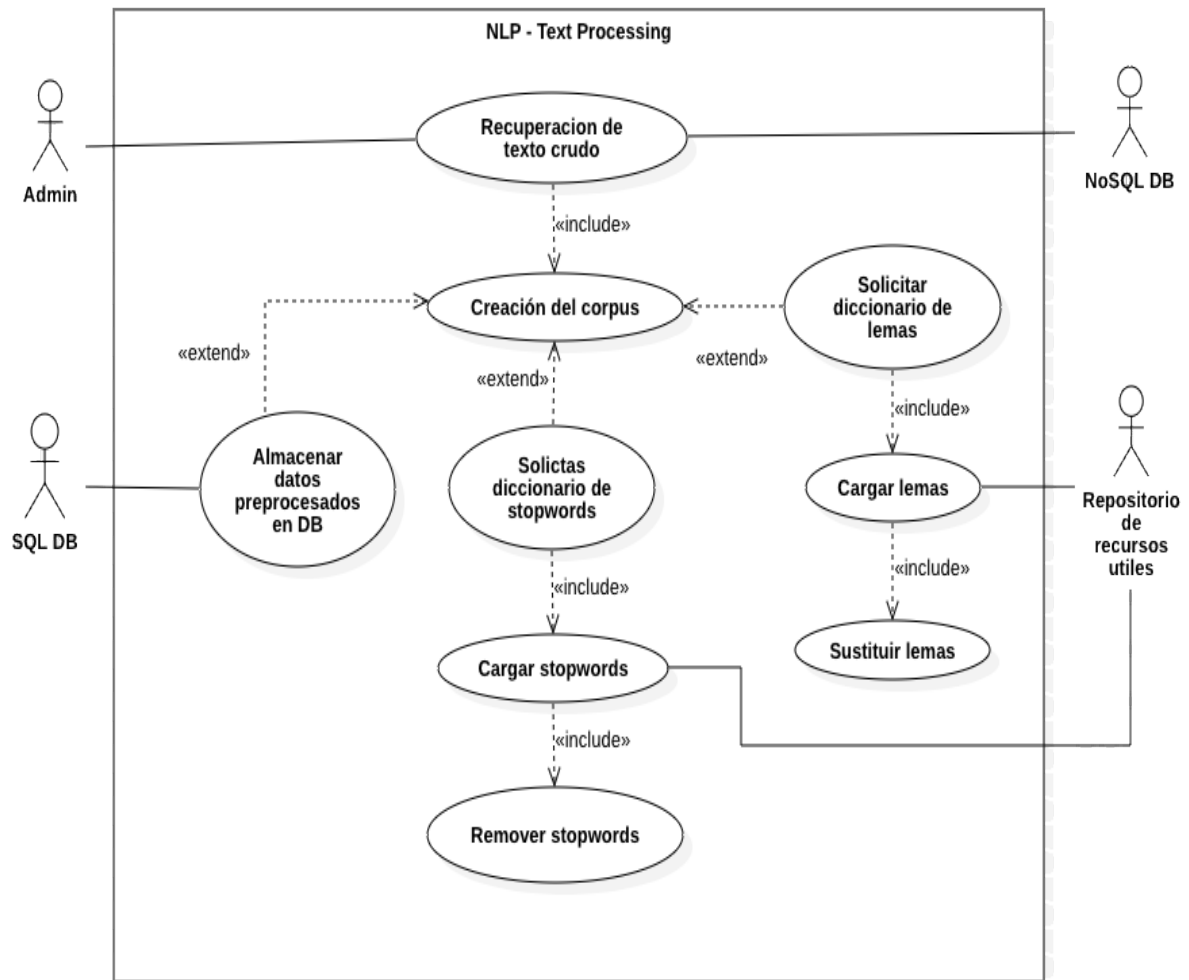 NLP - Text Processing
Recuperacion de
texto crudo
Admin
NoSQL DB
«include»
Creación del corpus
Solicitar
diccionario de
lemas
«extend»
«extend»
«extend»
«include»
Almacenar
datos
preprocesados
en DB
SQL DB
Solictas
diccionario de
stopwords
Cargar lemas
Repositorio
de
recursos
utiles
«include»
«include»
Cargar stopwords
Sustituir lemas
«include»
Remover stopwords